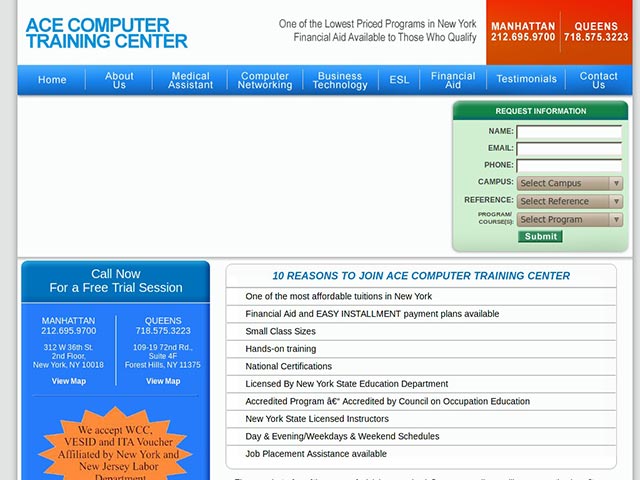 ACE COMPUTER
TRAINING CENTER
One of the Lowest Priced Programs in New York
Financial Aid Available to Those Who Qualify
MANHATTAN
212.695.9700
QUEENS
718.575.3223
Home
About
Us
Medical
Assistant
Computer
Networking
Business
Technology
ESL
Financial
Aid
Testimonials
Contact
Us
REQUEST INFORMATION
NAME:
EMAIL:
PHONE:
CAMPUS: Select Campus
REFERENCE: Select Reference
PROGRAM/
COURSE(S): Select Program
Submit
Call Now
For a Free Trial Session
MANHATTAN
212.695.9700
312 W 36th St.
2nd Floor,
New York, NY 10018
View Map
QUEENS
718.575.3223
109-19 72nd Rd.,
Suite 4F
Forest Hills, NY 11375
View Map
We accept WCC,
VESID and ITA Voucher
Affiliated by New York and
New Jersey Labor
Department
10 REASONS TO JOIN ACE COMPUTER TRAINING CENTER
One of the most affordable tuitions in New York
Financial Aid and EASY INSTALLMENT payment plans available
Small Class Sizes
Hands-on training
National Certifications
Licensed By New York State Education Department
Accredited Program â€“ Accredited by Council on Occupation Education
New York State Licensed Instructors
Day & Evening/Weekdays & Weekend Schedules
Job Placement Assistance available